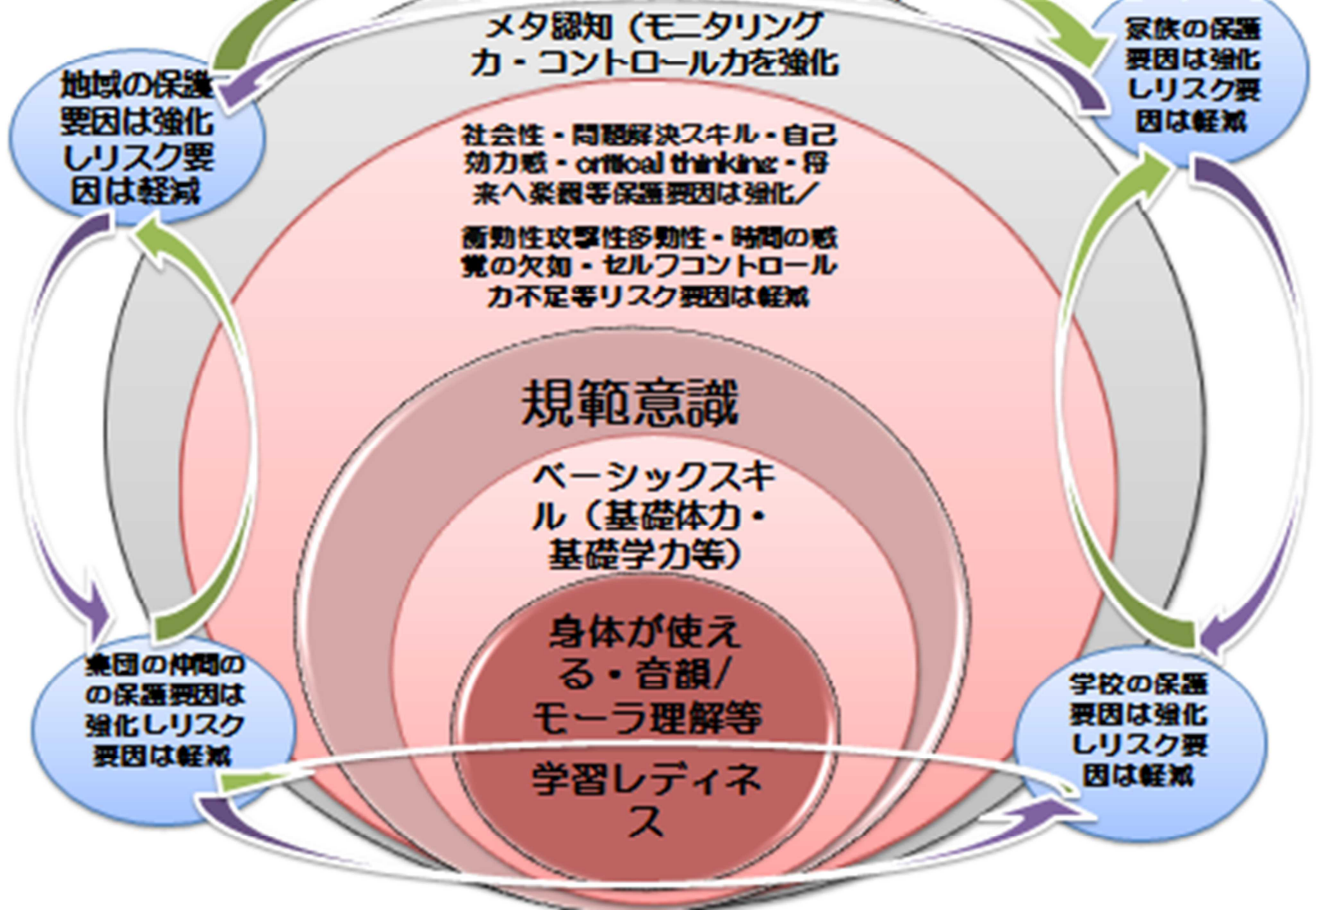 メタ認知（モニタリング
力‐コントロール力を強化
家族の保護
要因は強化
しリスク要
因は軽減
地域の保護
要因は強化
しリスク要
因は軽減
社会性・問題解決スキル・自己
効力感・critical thinking・将
来へ楽観等保護要因は強化／
衝動性攻撃性多動性・時間の感
覚の欠如・セルフコントロール
力不足等リスク要因は軽減
規範意識
ベーシックスキ
ル（基礎体力・
基礎学力等）
身体が使え
る・音韻/
モーラ理解等
学習レディネ
ス
集団の仲間の
の保護要因は
強化しリスク
要因は軽減
学校の保護
要因は強化
しリスク要
因は軽減